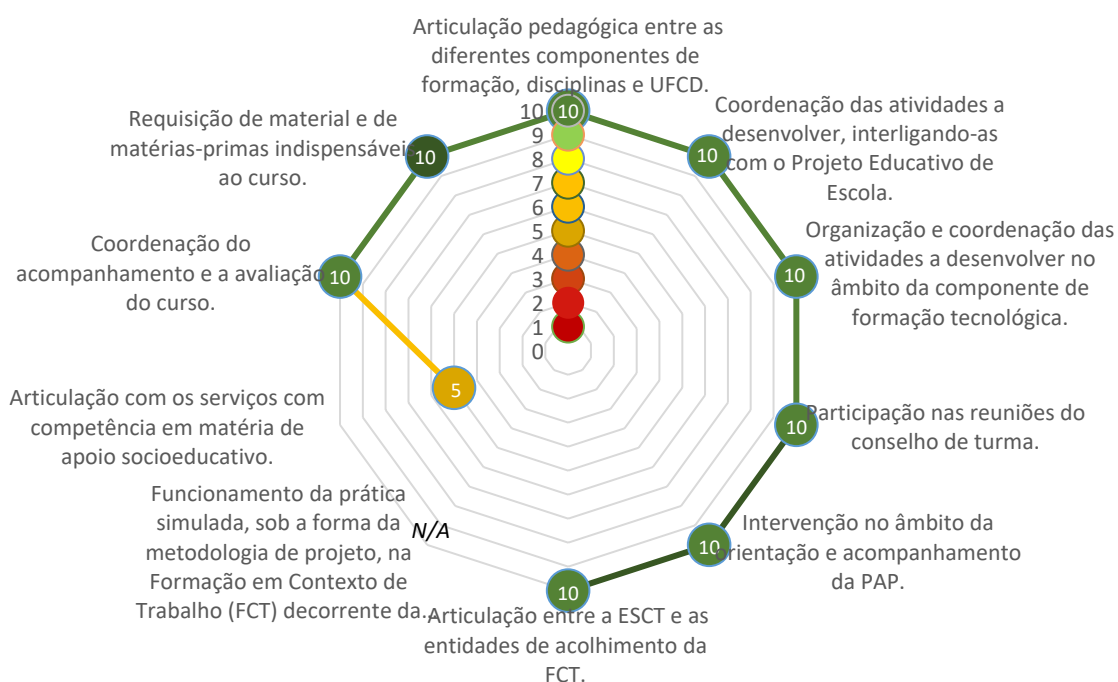 Articulação pedagógica entre as
diferentes componentes de
formação, disciplinas e UFCD.
Coordenação das atividades a
desenvolver, interligando-as
com o Projeto Educativo de
Escola.
Organização e coordenação das
atividades a desenvolver no
âmbito da componente de
formação tecnológica.
Participação nas reuniões do
conselho de turma.
Intervenção no âmbito da
orientação e acompanhamento
da PAP.
Articulação entre a ESCT e as
entidades de acolhimento da
FCT.
Funcionamento da prática
simulada, sob a forma da
metodologia de projeto, na
Formação em Contexto de
Trabalho (FCT) decorrente da...
Articulação com os serviços com
competência em matéria de
apoio socioeducativo.
Coordenação do
acompanhamento e a avaliação
do curso.
Requisição de material e de
matérias-primas indispensáveis
ao curso.
10
9
8
7
6
5
4
3
2
1
0
10
10
10
10
10
10
N/A
5
10
10